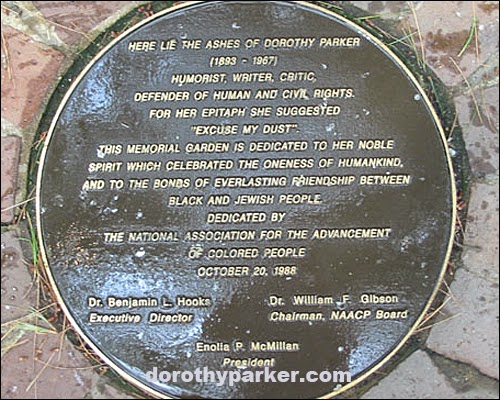 HERE LIE THE ASHES OF DOROTHY PARKER
(1893 - 1967)
HUMORIST, WRITER, CRITIC,
DEFENDER OF HUMAN AND CIVIL RIGHTS.
FOR HER EPITAPH SHE SUGGESTED
"EXCUSE MY DUST".
THIS MEMORIAL GARDEN IS DEDICATED TO HER NOBLE
SPIRIT WHICH CELEBRATED THE ONENESS OF HUMANKIND,
AND TO THE BONDS OF EVERLASTING FRIENDSHIP BETWEEN
BLACK AND JEWISH PEOPLE.
DEDICATED BY
THE NATIONAL ASSOCIATION FOR THE ADVANCEMENT
OF COLORED PEOPLE
OCTOBER 20, 1988
Dr. Benjamin L. Hooks Dr. William F. Gibson
Executive Director Chairman, NAACP Board
Enolia P. McMillan
President
dorothyparker.com